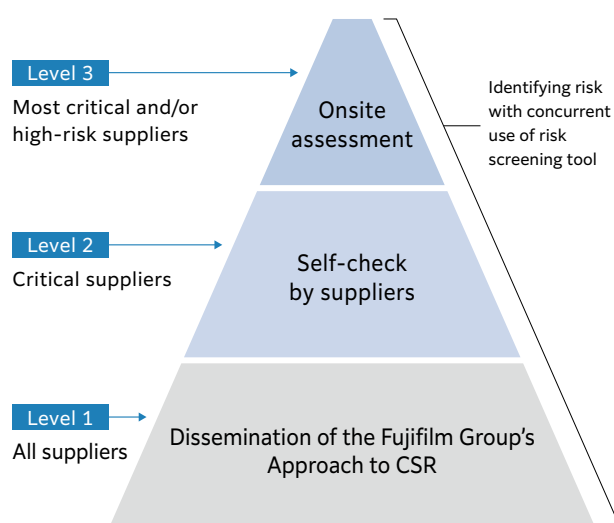 Level 3
Most critical and/or
high-risk suppliers
Onsite
assessment
Identifying risk
with concurrent
use of risk
screening tool
Level 2
Critical suppliers
Self-check
by suppliers
Level 1
All suppliers
Dissemination of the Fujifilm Group's
Approach to CSR